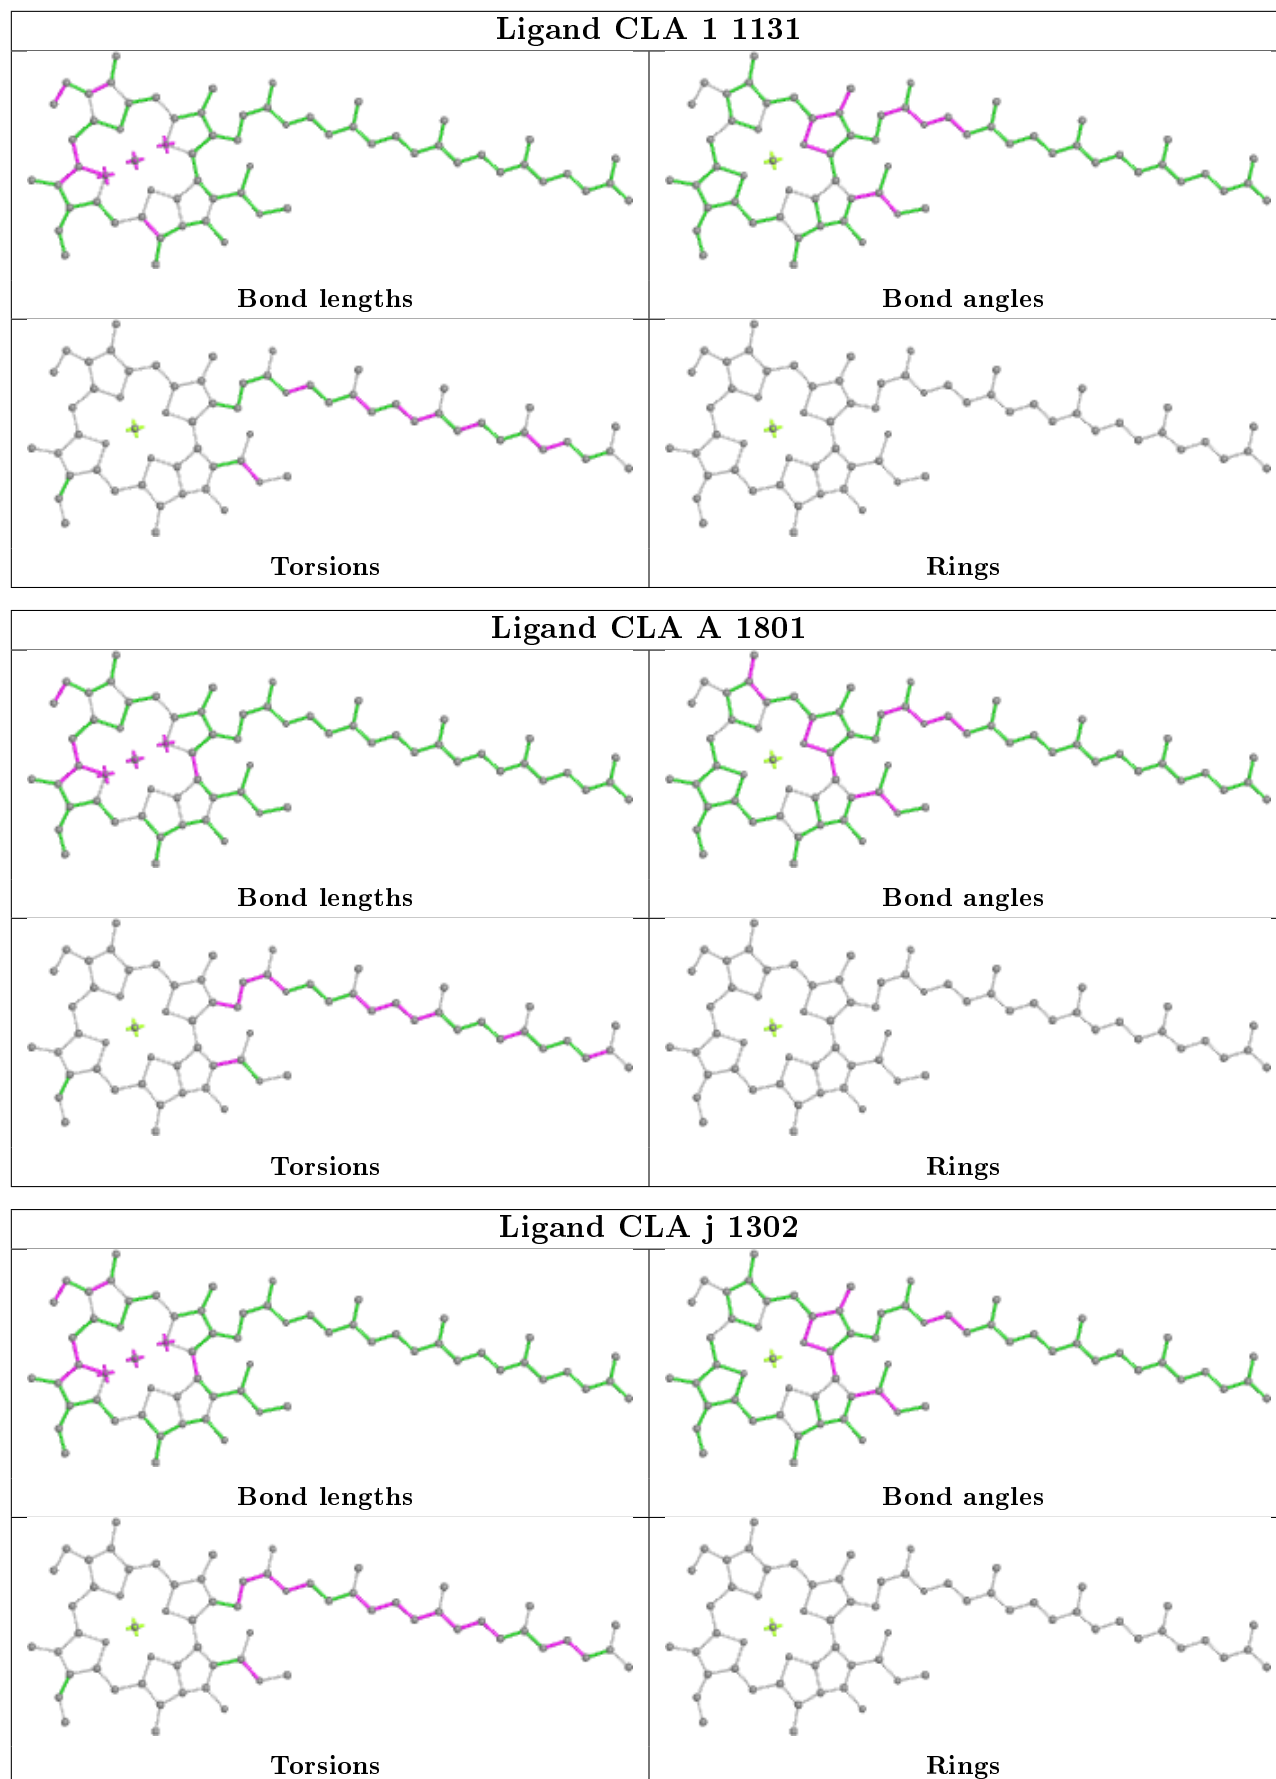 Ligand CLA 1 1131
Bond lengths
Bond angles
Torsions
Rings
Ligand CLA A 1801
Bond lengths
Bond angles
Torsions
Rings
Ligand CLA j 1302
Bond lengths
Bond angles
Torsions
Rings